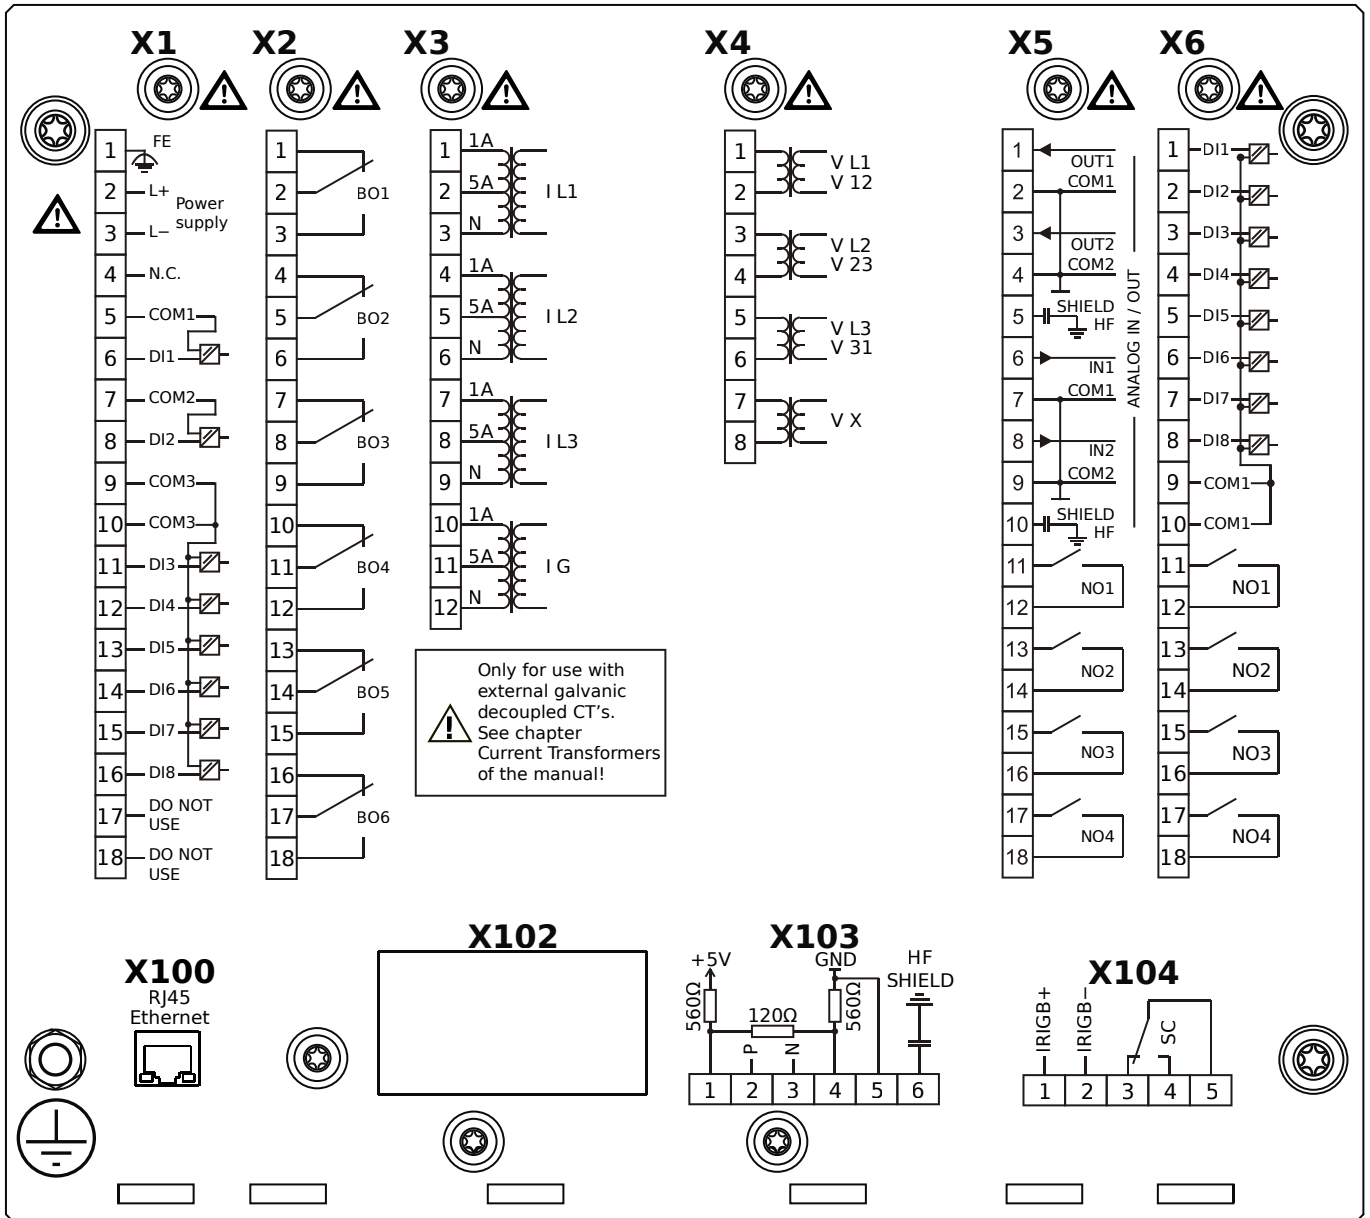 X1
X2
X3
X4
X5
X6
1 FE
2 L+
Power
supply
3 L−
4 N.C.
5 COM1
6 DI1
7 COM2
8 DI2
9 COM3
10 COM3
11 DI3
12 DI4
13 DI5
14 DI6
15 DI7
16 DI8
17 DO NOT
USE
18 DO NOT
USE
1
2 BO1
3
4
5 BO2
6
7
8 BO3
9
10
11 BO4
12
13
14 BO5
15
16
17 BO6
18
1 1A
2 5A I L1
3 N
4 1A
5 5A I L2
6 N
7 1A
8 5A I L3
9 N
10 1A
11 5A I G
12 N
Only for use with
external galvanic
decoupled CT's.
See chapter
Current Transformers
of the manual!
1 V L1
2 V 12
3 V L2
4 V 23
5 V L3
6 V 31
7 V X
8
1 OUT1
2 COM1
3 OUT2
4 COM2
5 SHIELD
HF
6 IN1
7 COM1
8 IN2
9 COM2
10 SHIELD
HF
ANALOG IN / OUT
11 NO1
12
13 NO2
14
15 NO3
16
17 NO4
18
1 DI1
2 DI2
3 DI3
4 DI4
5 DI5
6 DI6
7 DI7
8 DI8
9 COM1
10 COM1
11 NO1
12
13 NO2
14
15 NO3
16
17 NO4
18
X100
RJ45
Ethernet
X102
X103
+5V
GND
HF
SHIELD
560Ω
120Ω
560Ω
P
N
1 2 3 4 5 6
X104
IRIGB+
IRIGB−
SC
1 2 3 4 5